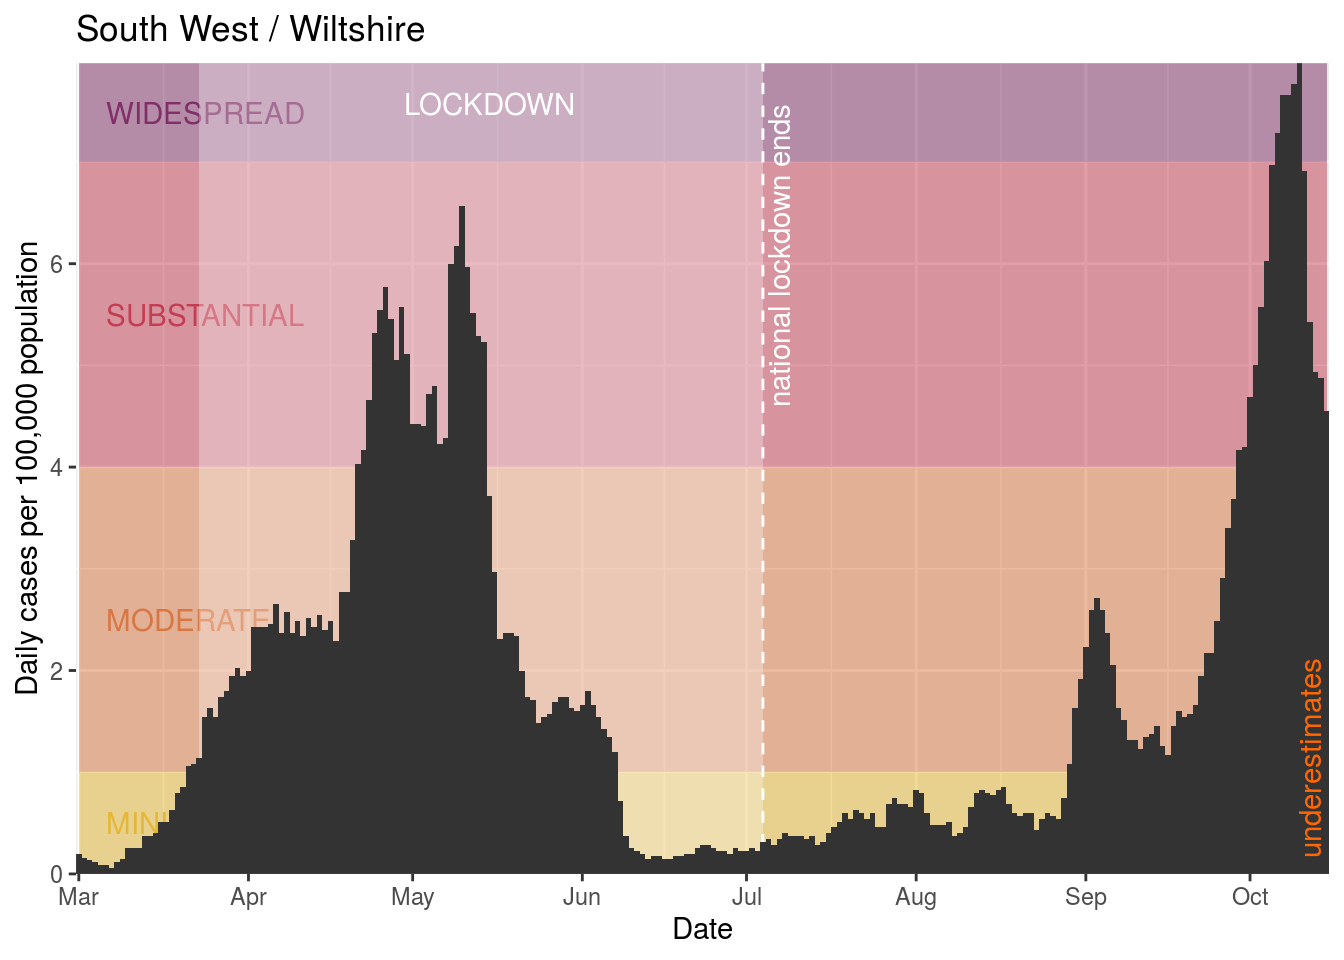 South West / Wiltshire
WIDESPREAD
LOCKDOWN
national lockdown ends
SUBSTANTIAL
MODERATE
MINI
underestimates
Daily cases per 100,000 population
6
4
2
0
Mar Apr May Jun Jul Aug Sep Oct
Date